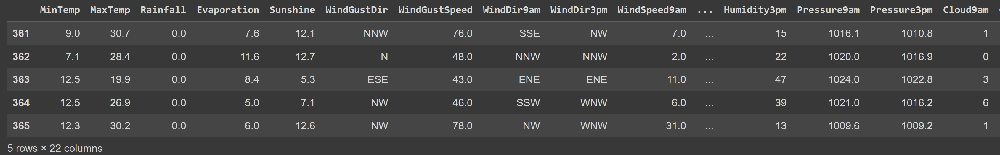 MinTemp MaxTemp Rainfall Evaporation Sunshine WindGustDir WindGustSpeed WindDir9am WindDir3pm WindSpeed9am ... Humidity3pm Pressure9am Pressure3pm Cloud9am
361 9.0 30.7 0.0 7.6 12.1 NNW 76.0 SSE NW 7.0 ... 15 1016.1 1010.8 1
362 7.1 28.4 0.0 11.6 12.7 N 48.0 NNW NNW 2.0 ... 22 1020.0 1016.9 0
363 12.5 19.9 0.0 8.4 5.3 ESE 43.0 ENE ENE 11.0 ... 47 1024.0 1022.8 3
364 12.5 26.9 0.0 5.0 7.1 NW 46.0 SSW WNW 6.0 ... 39 1021.0 1016.2 6
365 12.3 30.2 0.0 6.0 12.6 NW 78.0 NW WNW 31.0 ... 13 1009.6 1009.2 1
5 rows × 22 columns